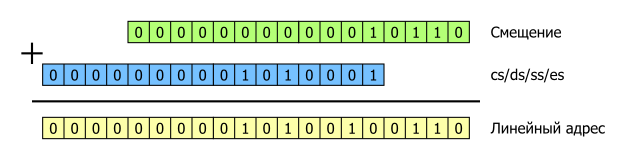 0 0 0 0 0 0 0 0 0 0 0 1 0 1 1 0 Смещение
+
0 0 0 0 0 0 0 0 0 1 0 1 0 0 0 1 cs/ds/ss/es
0 0 0 0 0 0 0 0 0 1 0 1 0 0 1 0 0 1 1 0 Линейный адрес